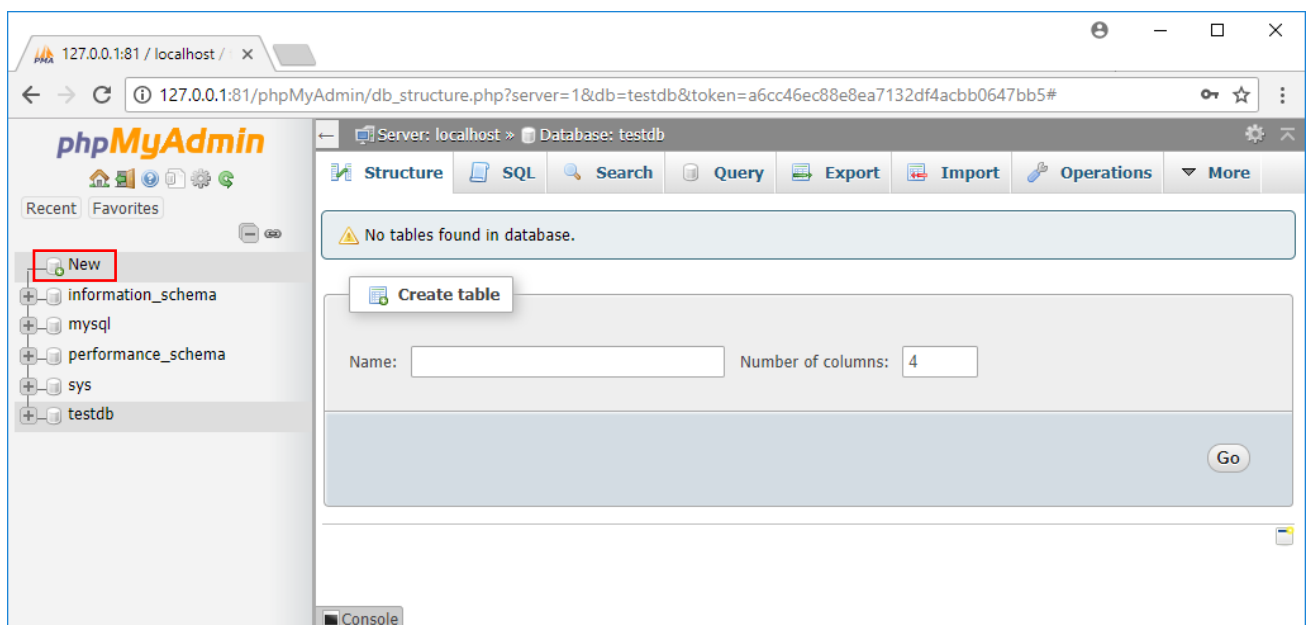 127.0.0.1:81 / localhost /
127.0.0.1:81/phpMyAdmin/db_structure.php?server=1&db=testdb&token=a6cc46ec88e8ea7132df4acbb0647bb5#
phpMyAdmin
Recent Favorites
New
information_schema
mysql
performance_schema
sys
testdb
Server: localhost » Database: testdb
Structure SQL Search Query Export Import Operations More
No tables found in database.
Create table
Name: Number of columns: 4
Go
Console